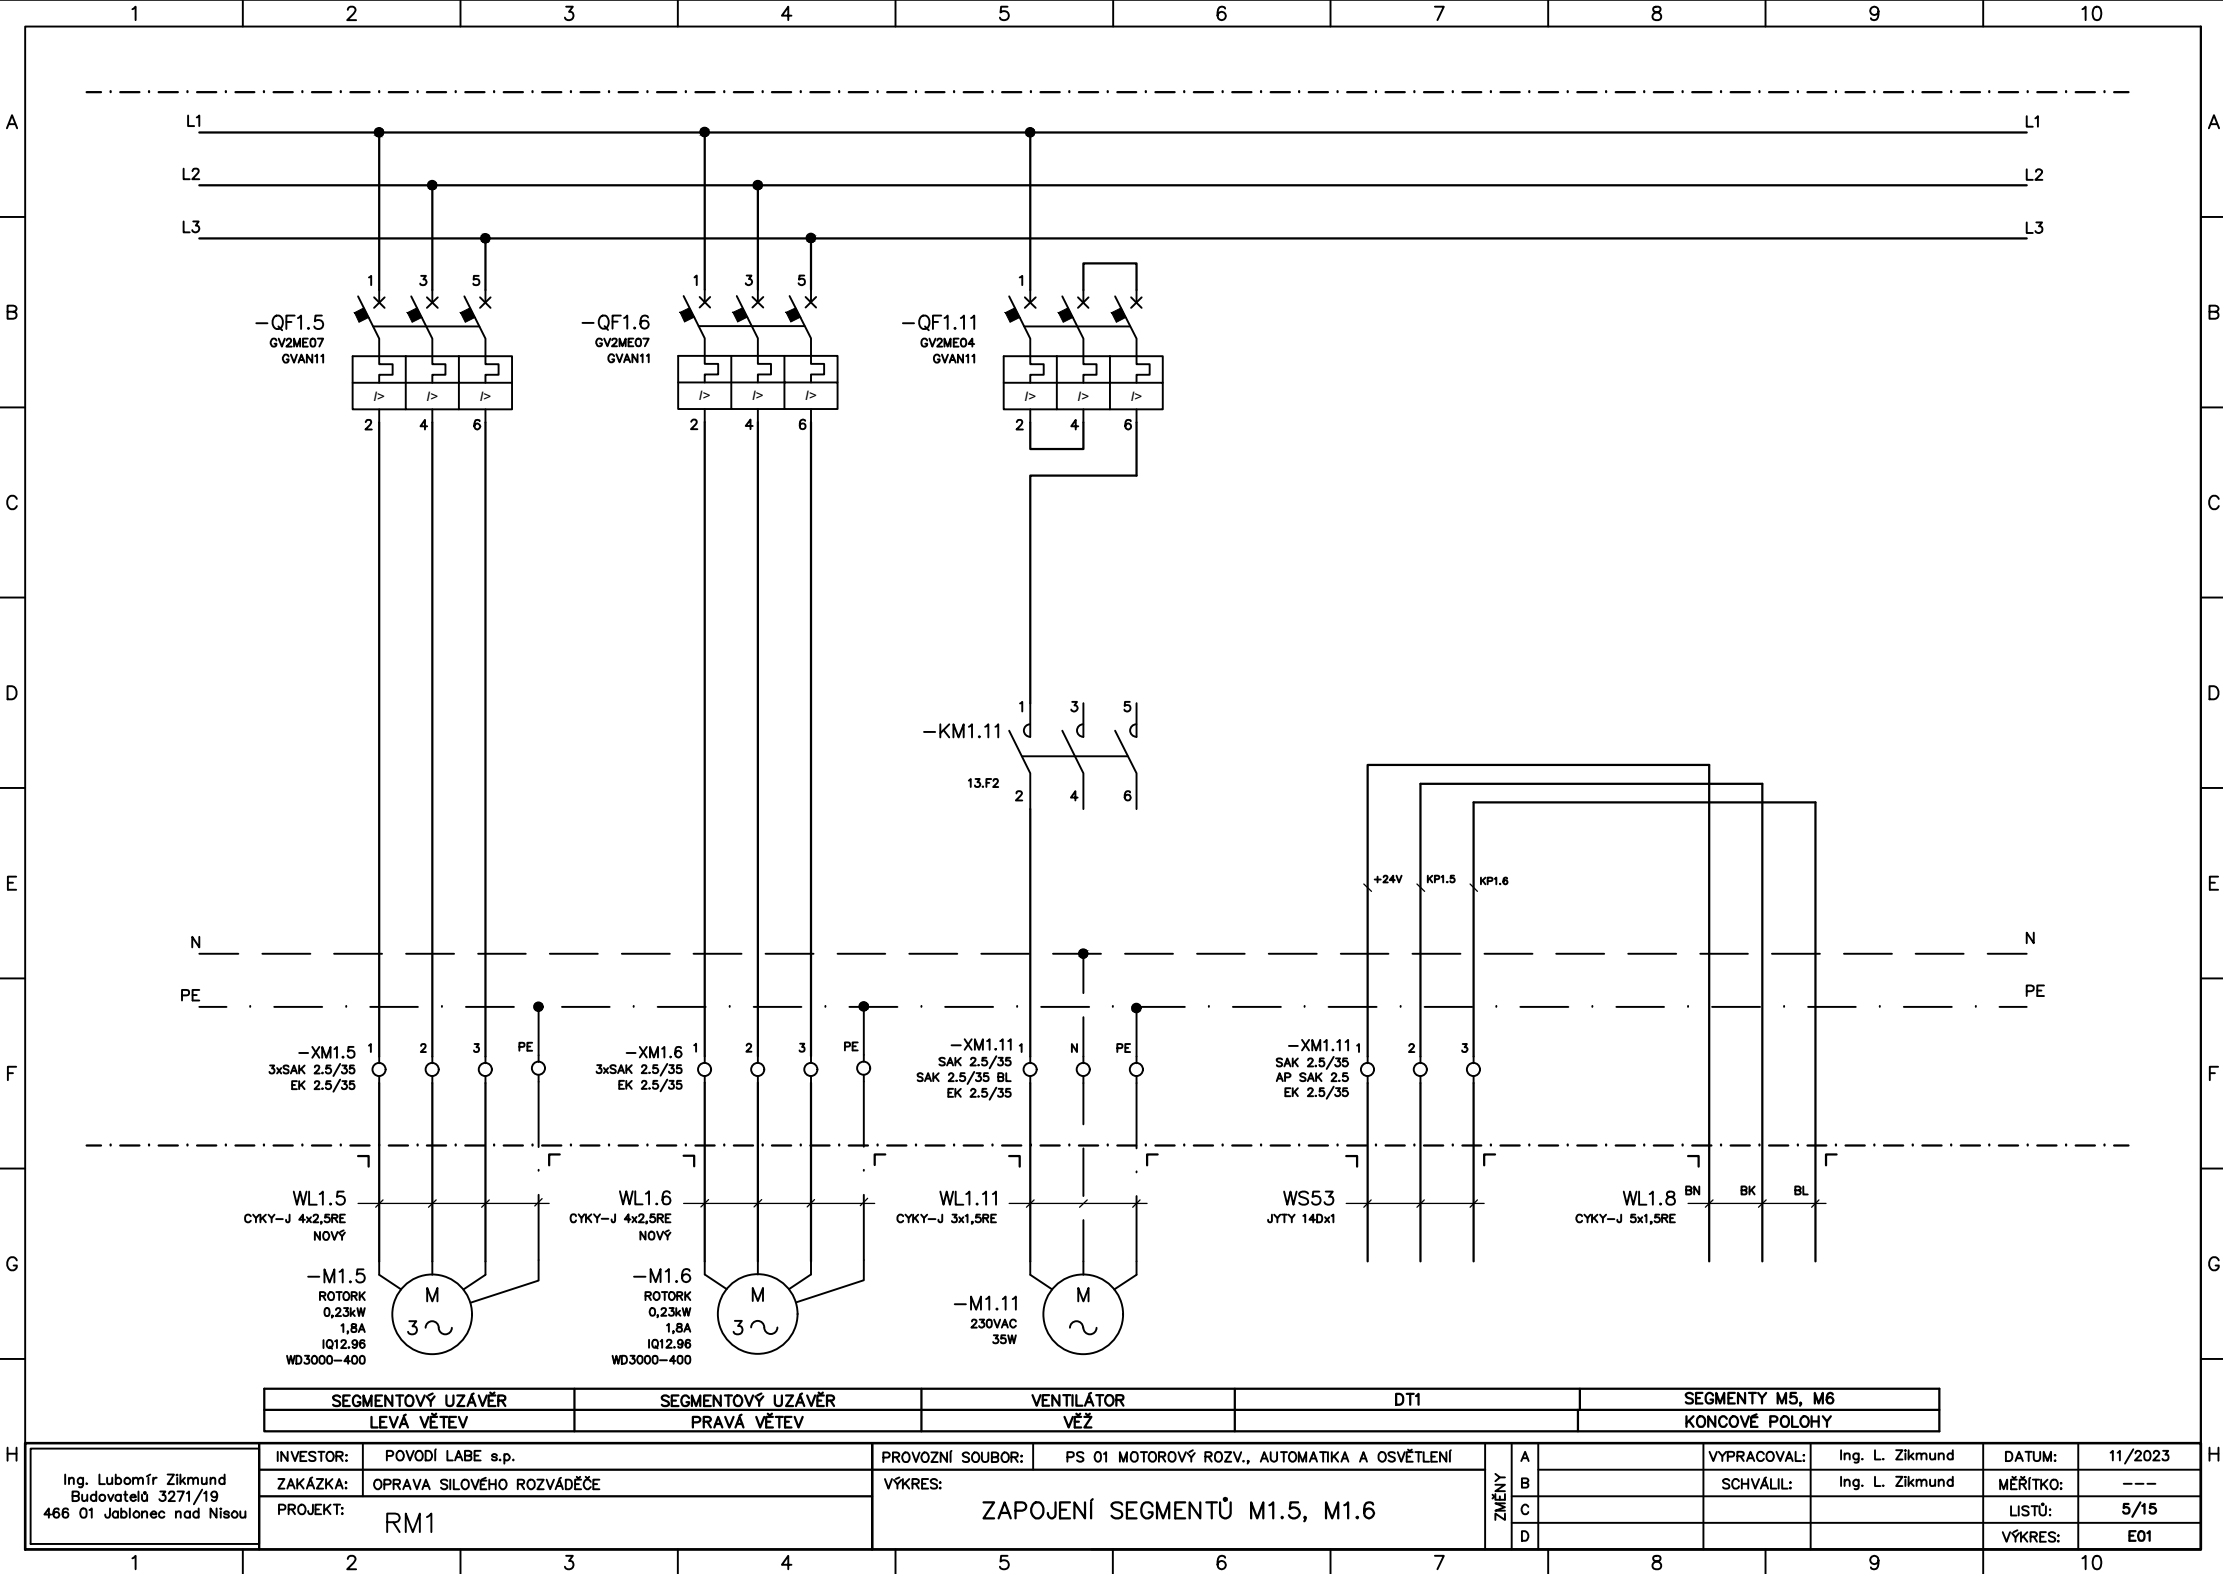 1 2 3 4 5 6 7 8 9 10
A A
L1 L1
L2 L2
L3 L3
B B
1 3 5
-QF1.5
GV2ME07
GVAN11
I> I> I>
2 4 6
1 3 5
-QF1.6
GV2ME07
GVAN11
I> I> I>
2 4 6
1
-QF1.11
GV2ME04
GVAN11
I> I> I>
2 4 6
C C
D D
1 3 5
-KM1.11
13.F2
2 4 6
E E
+24V KP1.5 KP1.6
N N
PE PE
F F
-XM1.5 1 2 3 PE
3xSAK 2.5/35
EK 2.5/35
-XM1.6 1 2 3 PE
3xSAK 2.5/35
EK 2.5/35
-XM1.11 1 N PE
SAK 2.5/35
SAK 2.5/35 BL
EK 2.5/35
-XM1.11 1 2 3
SAK 2.5/35
AP SAK 2.5
EK 2.5/35
WL1.5
CYKY-J 4x2,5RE
NOVÝ
WL1.6
CYKY-J 4x2,5RE
NOVÝ
WL1.11
CYKY-J 3x1,5RE
WS53
JYTY 14Dx1
WL1.8 BN BK BL
CYKY-J 5x1,5RE
G G
-M1.5
ROTORK
0,23kW
1,8A
IQ12.96
WD3000-400
M
3
-M1.6
ROTORK
0,23kW
1,8A
IQ12.96
WD3000-400
M
3
-M1.11
230VAC
35W
M
SEGMENTOVÝ UZÁVĚR SEGMENTOVÝ UZÁVĚR VENTILÁTOR DT1 SEGMENTY M5, M6
LEVÁ VĚTEV PRAVÁ VĚTEV VĚŽ KONCOVÉ POLOHY
H H
Ing. Lubomír Zikmund
Budovatelů 3271/19
466 01 Jablonec nad Nisou
INVESTOR: POVODÍ LABE s.p.
ZAKÁZKA: OPRAVA SILOVÉHO ROZVÁDĚČE
PROJEKT: RM1
PROVOZNÍ SOUBOR: PS 01 MOTOROVÝ ROZV., AUTOMATIKA A OSVĚTLENÍ
VÝKRES:
ZAPOJENÍ SEGMENTŮ M1.5, M1.6
ZMĚNY
A
B
C
D
VYPRACOVAL: Ing. L. Zikmund
SCHVÁLIL: Ing. L. Zikmund
DATUM: 11/2023
MĚŘÍTKO: ---
LISTŮ: 5/15
VÝKRES: E01
1 2 3 4 5 6 7 8 9 10